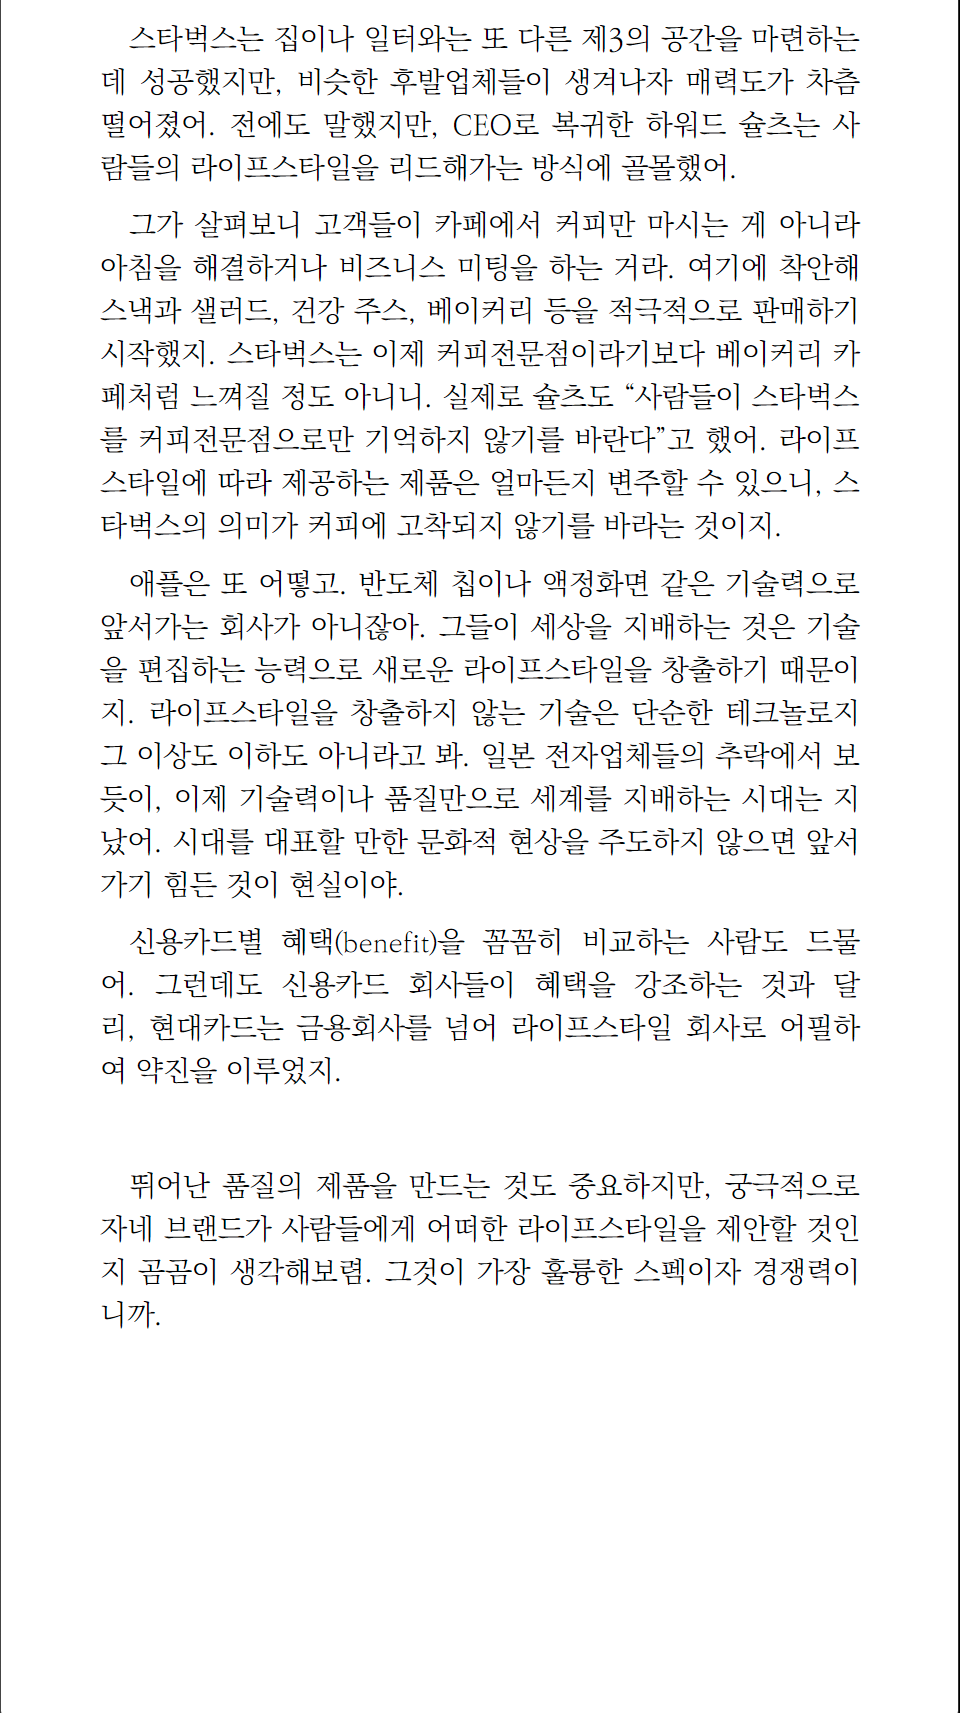 스타벅스는 집이나 일터와는 또 다른 제3의 공간을 마련하는
데 성공했지만, 비슷한 후발업체들이 생겨나자 매력도가 차츰
떨어졌어. 전에도 말했지만, CEO로 복귀한 하워드 슐츠는 사
람들의 라이프스타일을 리드해가는 방식에 골몰했어.
그가 살펴보니 고객들이 카페에서 커피만 마시는 게 아니라
아침을 해결하거나 비즈니스 미팅을 하는 거라. 여기에 착안해
스낵과 샐러드, 건강 주스, 베이커리 등을 적극적으로 판매하기
시작했지. 스타벅스는 이제 커피전문점이라기보다 베이커리 카
페처럼 느껴질 정도 아니니. 실제로 슐츠도 “사람들이 스타벅스
를 커피전문점으로만 기억하지 않기를 바란다”고 했어. 라이프
스타일에 따라 제공하는 제품은 얼마든지 변주할 수 있으니, 스
타벅스의 의미가 커피에 고착되지 않기를 바라는 것이지.
애플은 또 어떻고. 반도체 칩이나 액정화면 같은 기술력으로
앞서가는 회사가 아니잖아. 그들이 세상을 지배하는 것은 기술
을 편집하는 능력으로 새로운 라이프스타일을 창출하기 때문이
지. 라이프스타일을 창출하지 않는 기술은 단순한 테크놀로지
그 이상도 이하도 아니라고 봐. 일본 전자업체들의 추락에서 보
듯이, 이제 기술력이나 품질만으로 세계를 지배하는 시대는 지
났어. 시대를 대표할 만한 문화적 현상을 주도하지 않으면 앞서
가기 힘든 것이 현실이야.
신용카드별 혜택(benefit)을 꼼꼼히 비교하는 사람도 드물
어. 그런데도 신용카드 회사들이 혜택을 강조하는 것과 달
리, 현대카드는 금융회사를 넘어 라이프스타일 회사로 어필하
여 약진을 이루었지.
뛰어난 품질의 제품을 만드는 것도 중요하지만, 궁극적으로
자네 브랜드가 사람들에게 어떠한 라이프스타일을 제안할 것인
지 곰곰이 생각해보렴. 그것이 가장 훌륭한 스펙이자 경쟁력이
니까.